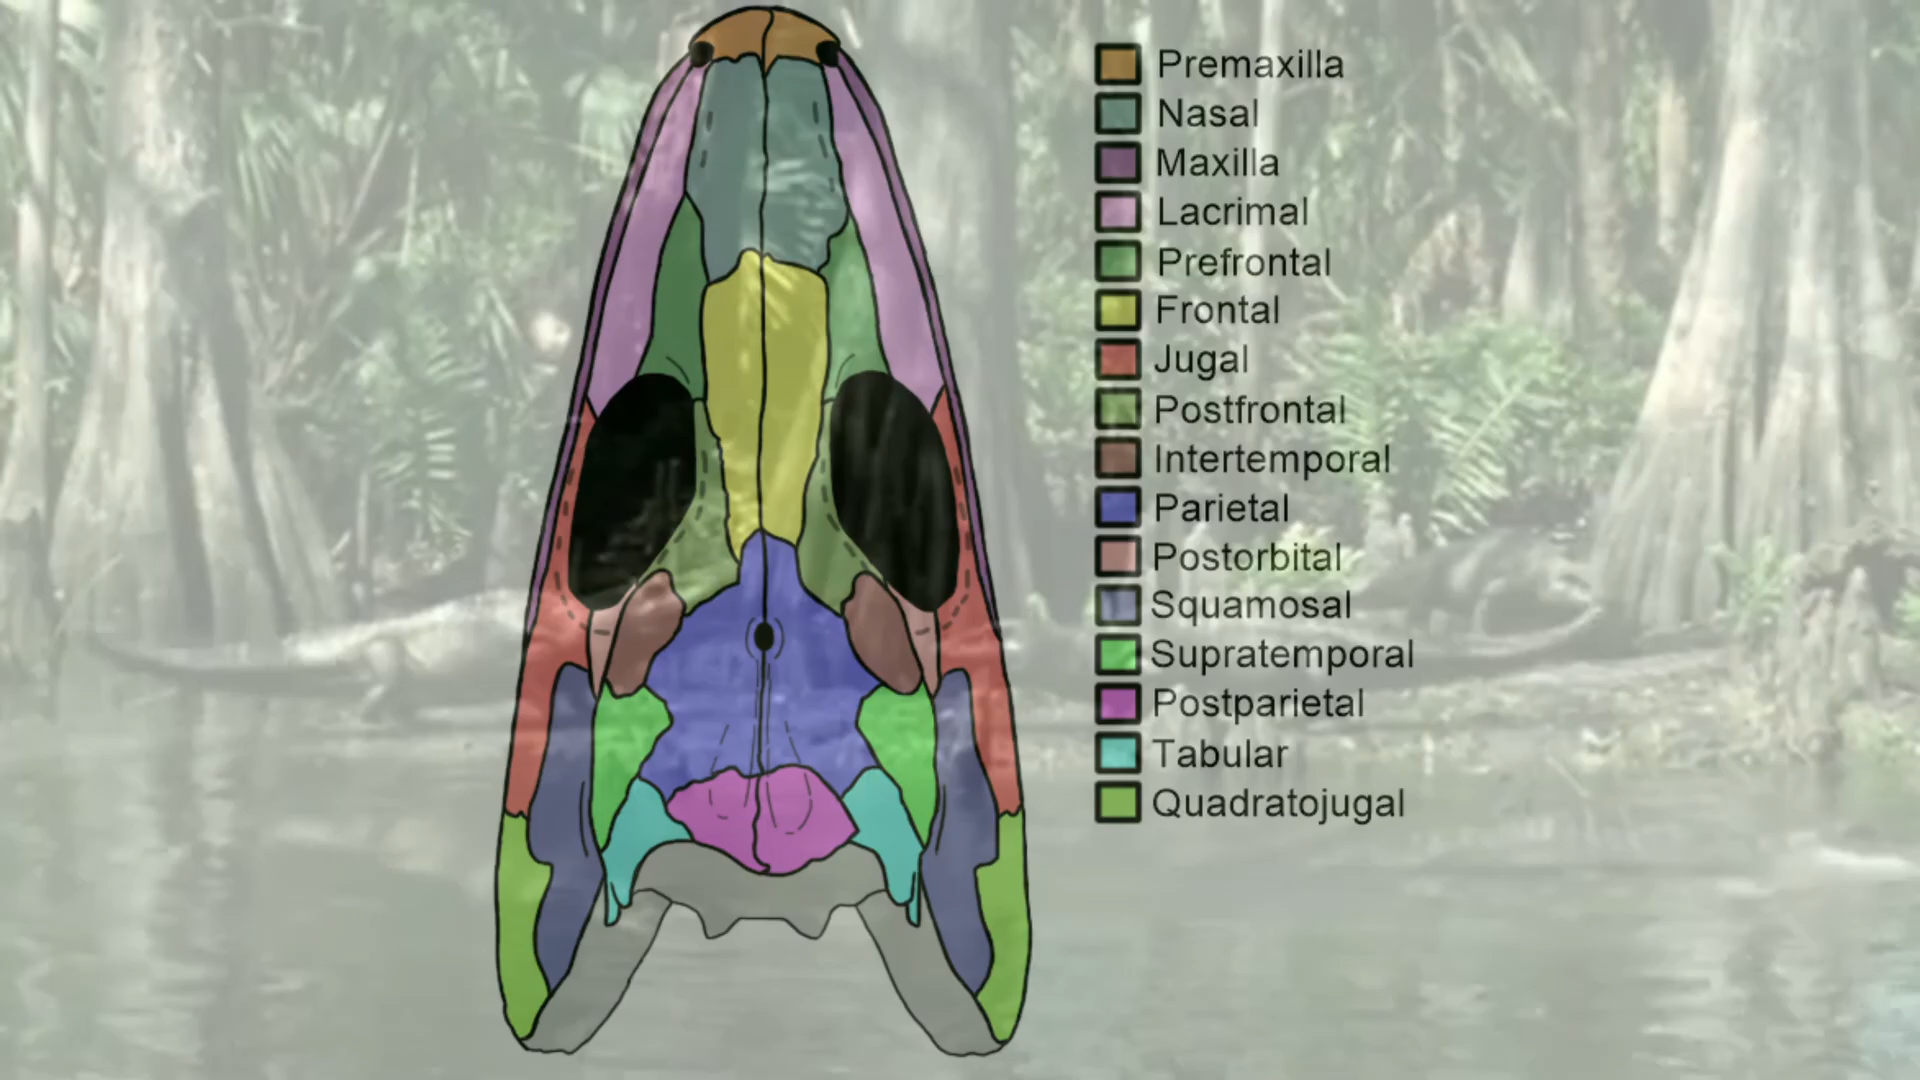 Premaxilla
Nasal
Maxilla
Lacrimal
Prefrontal
Frontal
Jugal
Postfrontal
Intertemporal
Parietal
Postorbital
Squamosal
Supratemporal
Postparietal
Tabular
Quadratojugal